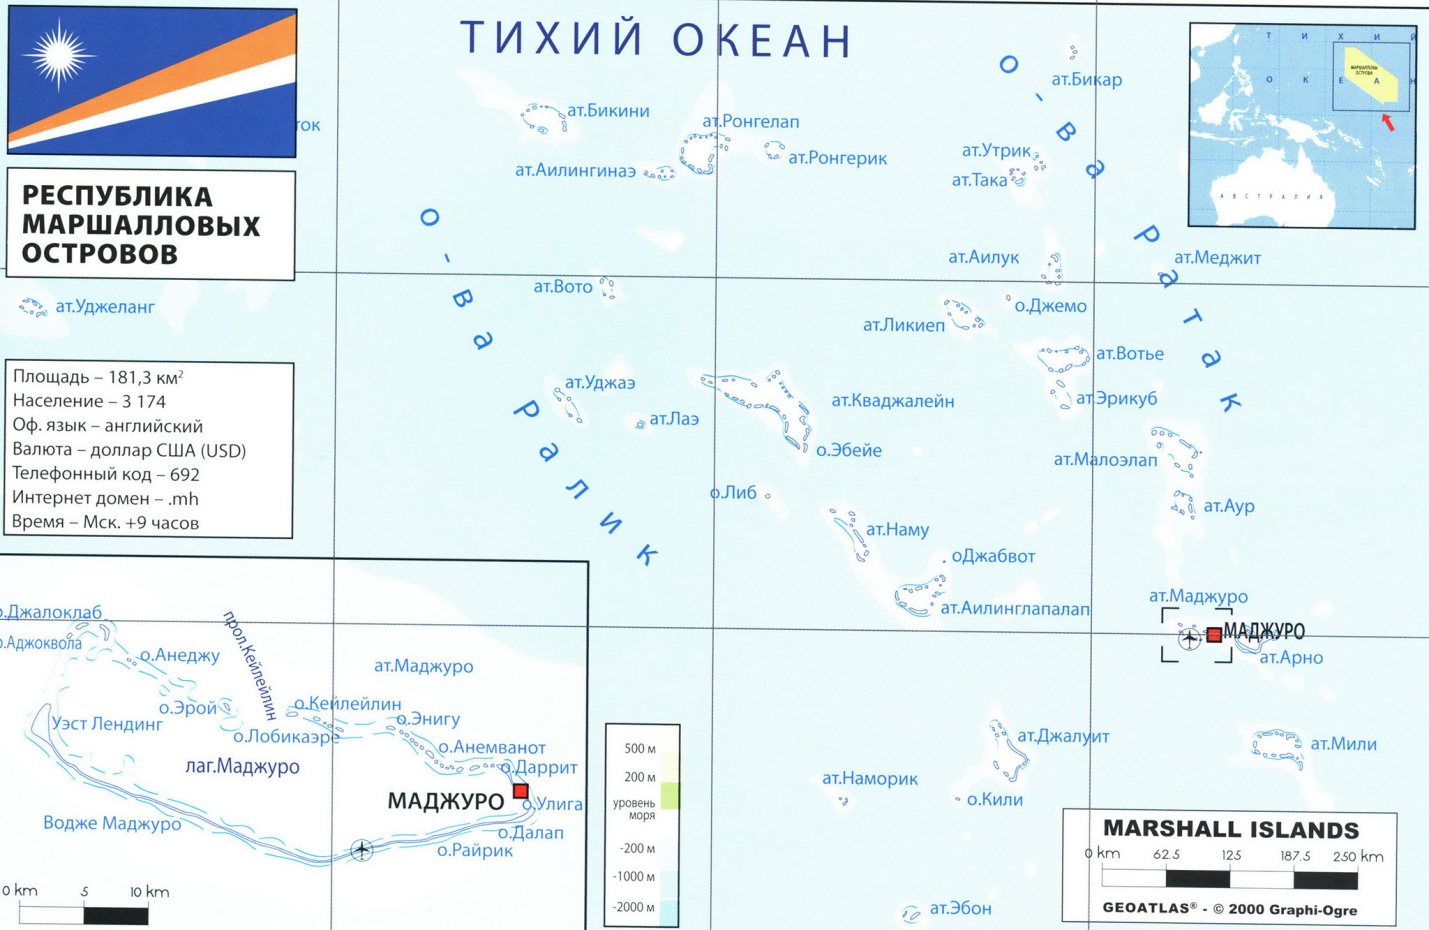 ТИХИЙ ОКЕАН
ТИХИЙ
ОКЕАН
МАРШАЛЛОВЫ
ОСТРОВА
АВСТРАЛИЯ
ток
РЕСПУБЛИКА
МАРШАЛЛОВЫХ
ОСТРОВОВ
ат.Бикини
ат.Ронгелап
ат.Ронгерик
ат.Аилингинаэ
ат.Бикар
ат.Утрик
ат.Така
О-ва Ратак
О-ва Ралик
ат.Аилук
ат.Меджит
ат.Уджеланг
ат.Вото
о.Джемо
ат.Ликиеп
ат.Вотье
ат.Эрикуб
ат.Уджаэ
ат.Лаэ
ат.Кваджалейн
о.Эбейе
ат.Малоэлап
о.Либ
ат.Аур
ат.Наму
оДжабвот
ат.Аилинглапалап
ат.Маджуро
МАДЖУРО
ат.Арно
ат.Джалуит
ат.Мили
ат.Наморик
о.Кили
ат.Эбон
Площадь – 181,3 км²
Население – 3 174
Оф. язык – английский
Валюта – доллар США (USD)
Телефонный код – 692
Интернет домен – .mh
Время – Мск. +9 часов
о.Джалоклаб
о.Аджоквола
о.Анеджу
прол.Кейлейлин
ат.Маджуро
о.Эрой
о.Кейлейлин
о.Энигу
Уэст Лендинг
о.Лобикаэре
о.Анемванот
лаг.Маджуро
о.Даррит
МАДЖУРО
о.Улига
Водже Маджуро
о.Далап
о.Райрик
0 km 5 10 km
500 м
200 м
уровень
моря
-200 м
-1000 м
-2000 м
MARSHALL ISLANDS
0 km 62.5 125 187.5 250 km
GEOATLAS® - © 2000 Graphi-Ogre